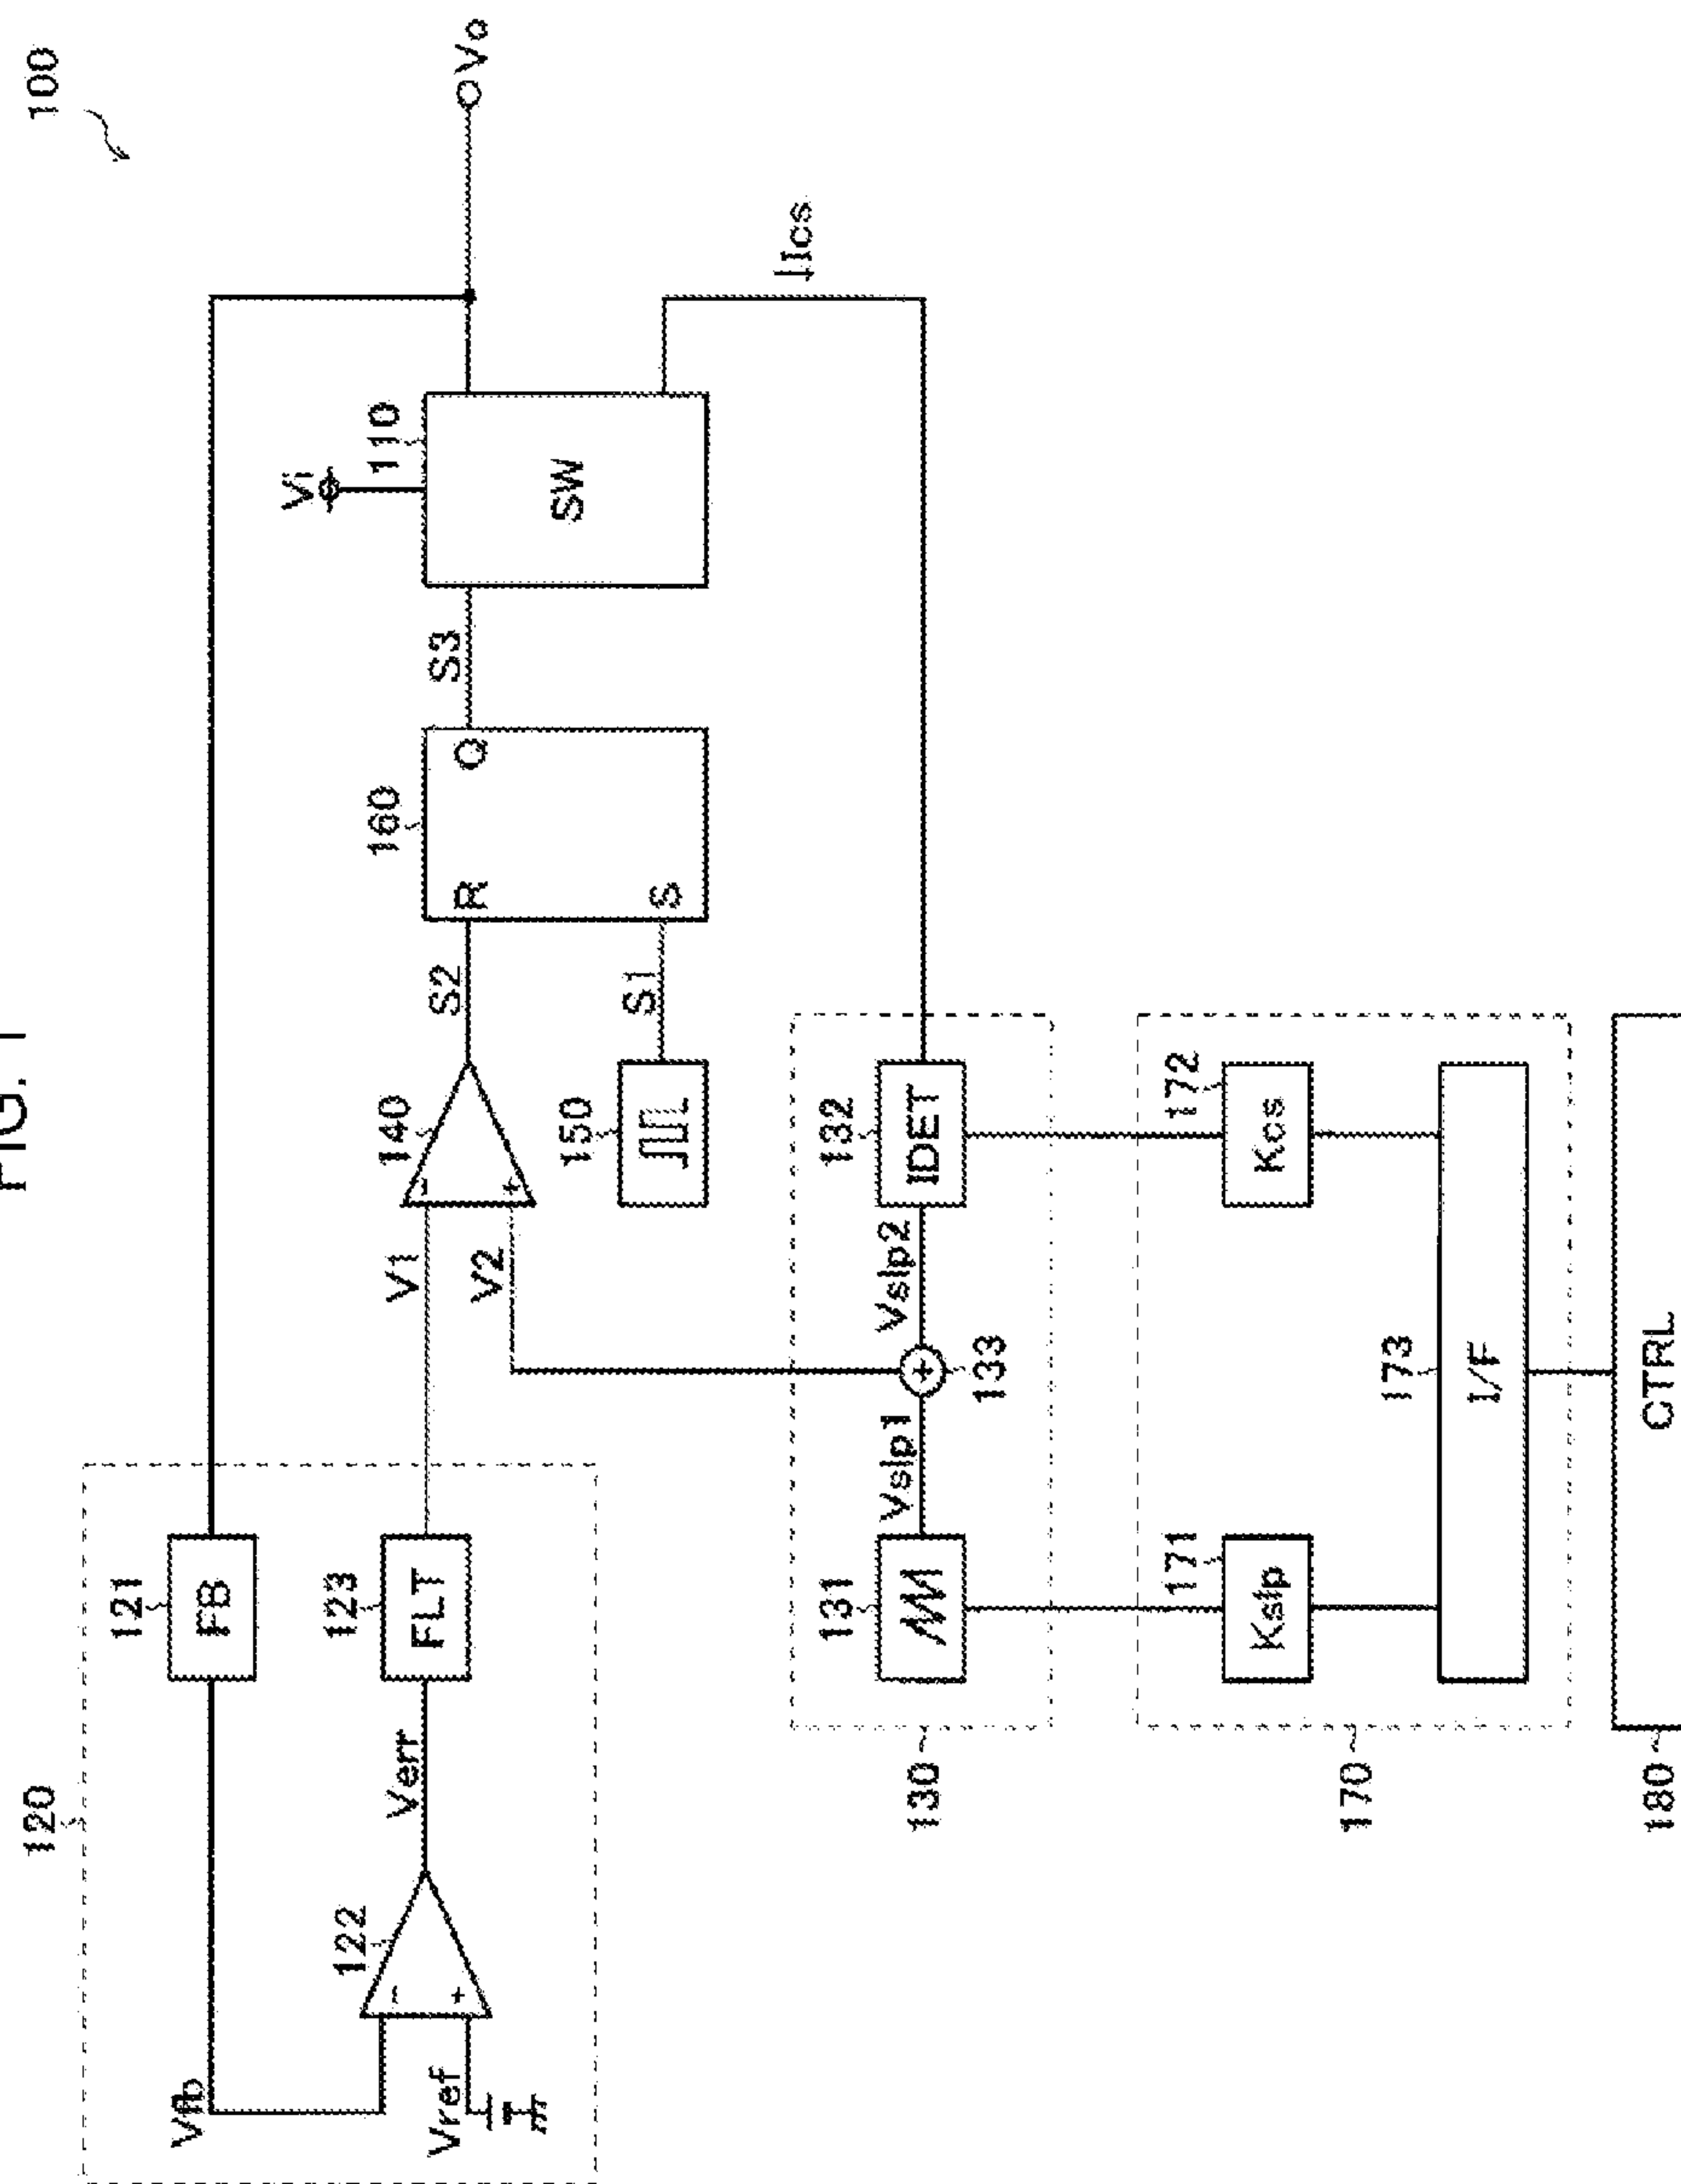 FIG. 1
100
120
121
FB
Vfb
122
-
+
Vref
Verr
123
FLT
V1
V2
140
-
+
S2
150
S1
160
R
S
Q
S3
Vi
110
SW
Vo
Ics
130
131
Vslp1
133
+
Vslp2
132
IDET
170
171
Kslp
172
Kcs
173
I/F
180
CTRL